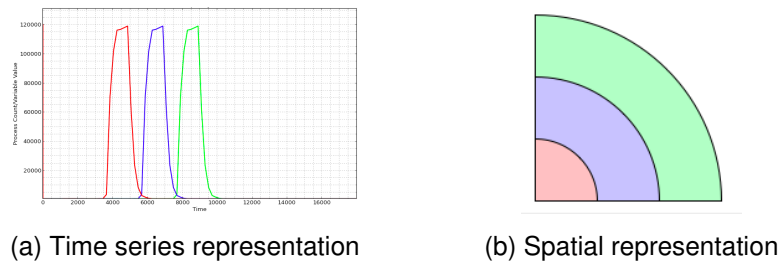 120000
100000
80000
60000
40000
20000
Process Count/Variable Value
0 2000 4000 6000 8000 10000 12000 14000 16000
Time
(a) Time series representation
(b) Spatial representation